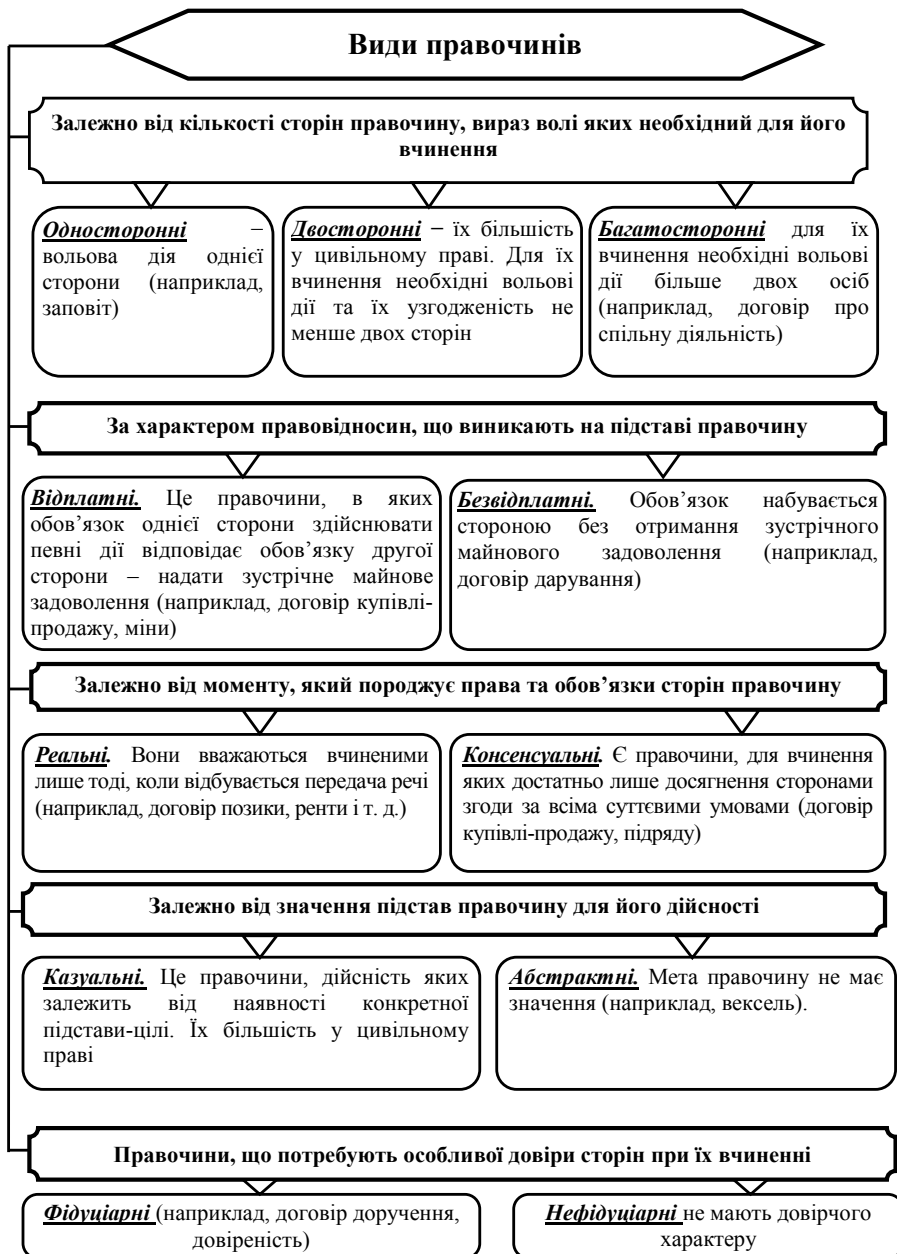 Види правочинів
Залежно від кількості сторін правочину, вираз волі яких необхідний для його
вчинення
Односторонні –
вольова дія однієї
сторони (наприклад,
заповіт)
Двосторонні – їх більшість
у цивільному праві. Для їх
вчинення необхідні вольові
дії та їх узгодженість не
менше двох сторін
Багатосторонні для їх
вчинення необхідні вольові
дії більше двох осіб
(наприклад, договір про
спільну діяльність)
За характером правовідносин, що виникають на підставі правочину
Відплатні. Це правочини, в яких
обов’язок однієї сторони здійснювати
певні дії відповідає обов’язку другої
сторони – надати зустрічне майнове
задоволення (наприклад, договір купівлі-
продажу, міни)
Безвідплатні. Обов’язок набувається
стороною без отримання зустрічного
майнового задоволення (наприклад,
договір дарування)
Залежно від моменту, який породжує права та обов’язки сторін правочину
Реальні. Вони вважаються вчиненими
лише тоді, коли відбувається передача речі
(наприклад, договір позики, ренти і т. д.)
Консенсуальні. Є правочини, для вчинення
яких достатньо лише досягнення сторонами
згоди за всіма суттєвими умовами (договір
купівлі-продажу, підряду)
Залежно від значення підстав правочину для його дійсності
Казуальні. Це правочини, дійсність яких
залежить від наявності конкретної
підстави-цілі. Їх більшість у цивільному
праві
Абстрактні. Мета правочину не має
значення (наприклад, вексель).
Правочини, що потребують особливої довіри сторін при їх вчиненні
Фідуціарні (наприклад, договір доручення,
довіреність)
Нефідуціарні не мають довірчого
характеру